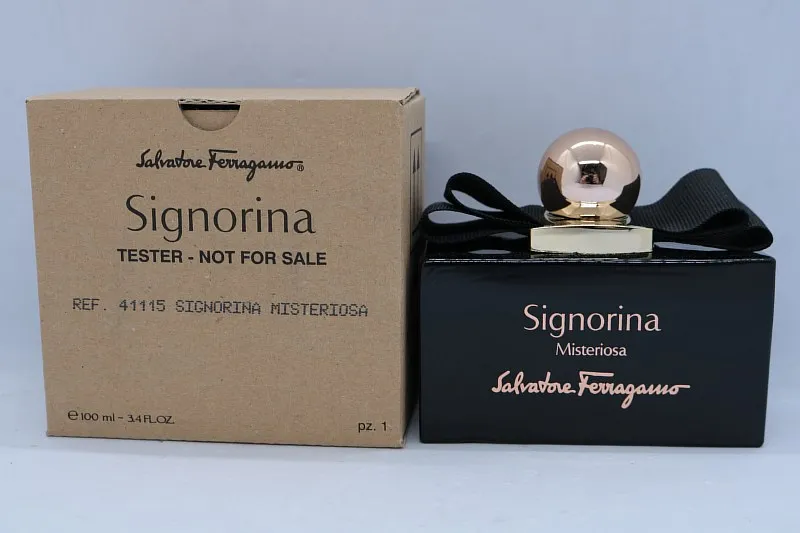 Salvatore Ferragamo®
Signorina
TESTER - NOT FOR SALE
REF. 41115 SIGNORINA MISTERIOSA
℮ 100 ml - 3.4 FL.OZ.
pz. 1
Signorina
Misteriosa
Salvatore Ferragamo